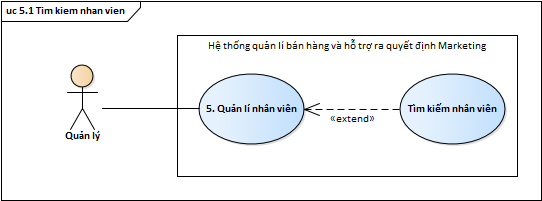 uc 5.1 Tim kiem nhan vien
Hệ thống quản lí bán hàng và hỗ trợ ra quyết định Marketing
5. Quản lí nhân viên
Tìm kiếm nhân viên
«extend»
Quản lý